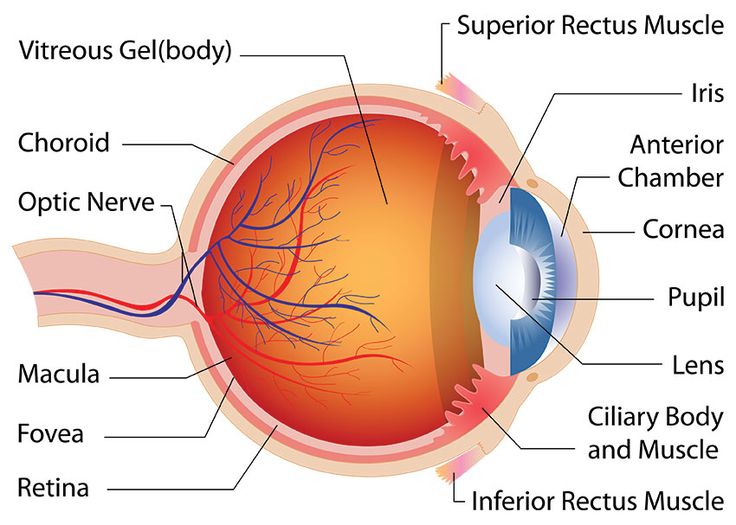 Vitreous Gel(body)
Choroid
Optic Nerve
Macula
Fovea
Retina
Superior Rectus Muscle
Iris
Anterior
Chamber
Cornea
Pupil
Lens
Ciliary Body
and Muscle
Inferior Rectus Muscle